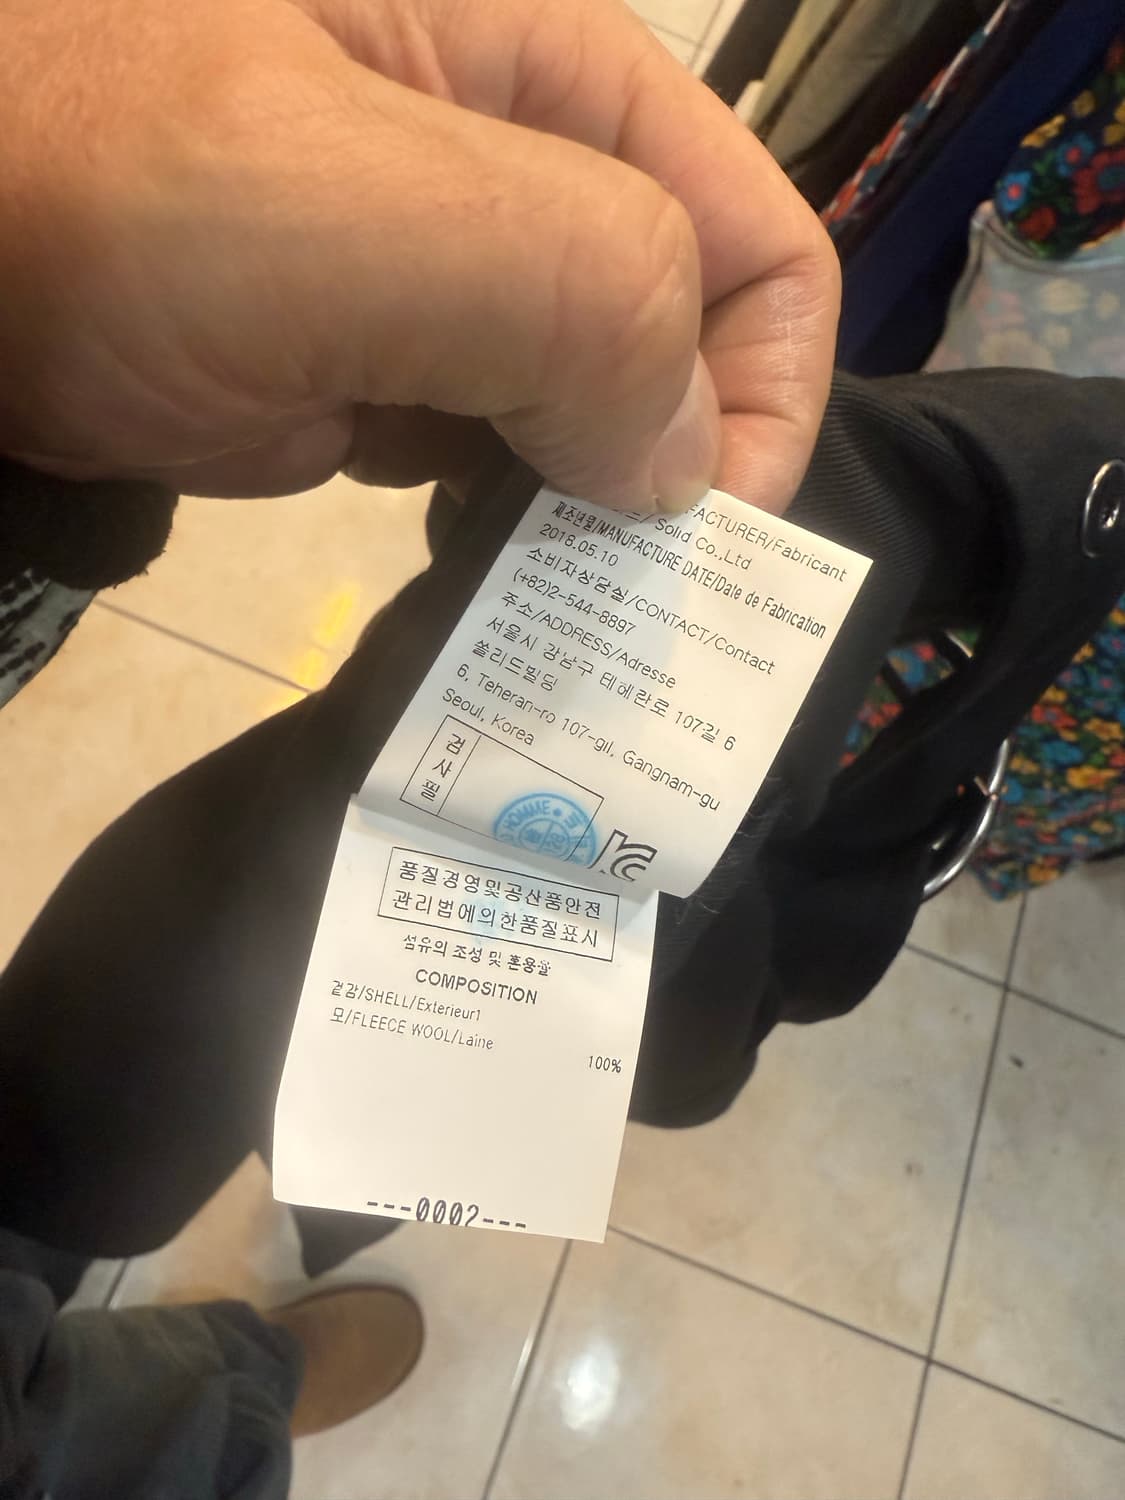 FACTURER/Fabricant
Solid Co.,Ltd
제조년월/MANUFACTURE DATE/Date de Fabrication
2018.05.10
소비자상담실/CONTACT/Contact
(+82)2-544-8897
주소/ADDRESS/Adresse
서울시 강남구 테헤란로 107길 6
쏠리드빌딩
6, Teheran-ro 107-gil, Gangnam-gu
Seoul, Korea
검사필
HOMME
품질경영및공산품안전
관리법에의한품질표시
섬유의 조성 및 혼용율
COMPOSITION
겉감/SHELL/Exterieur1
모/FLEECE WOOL/Laine
100%
---0002---